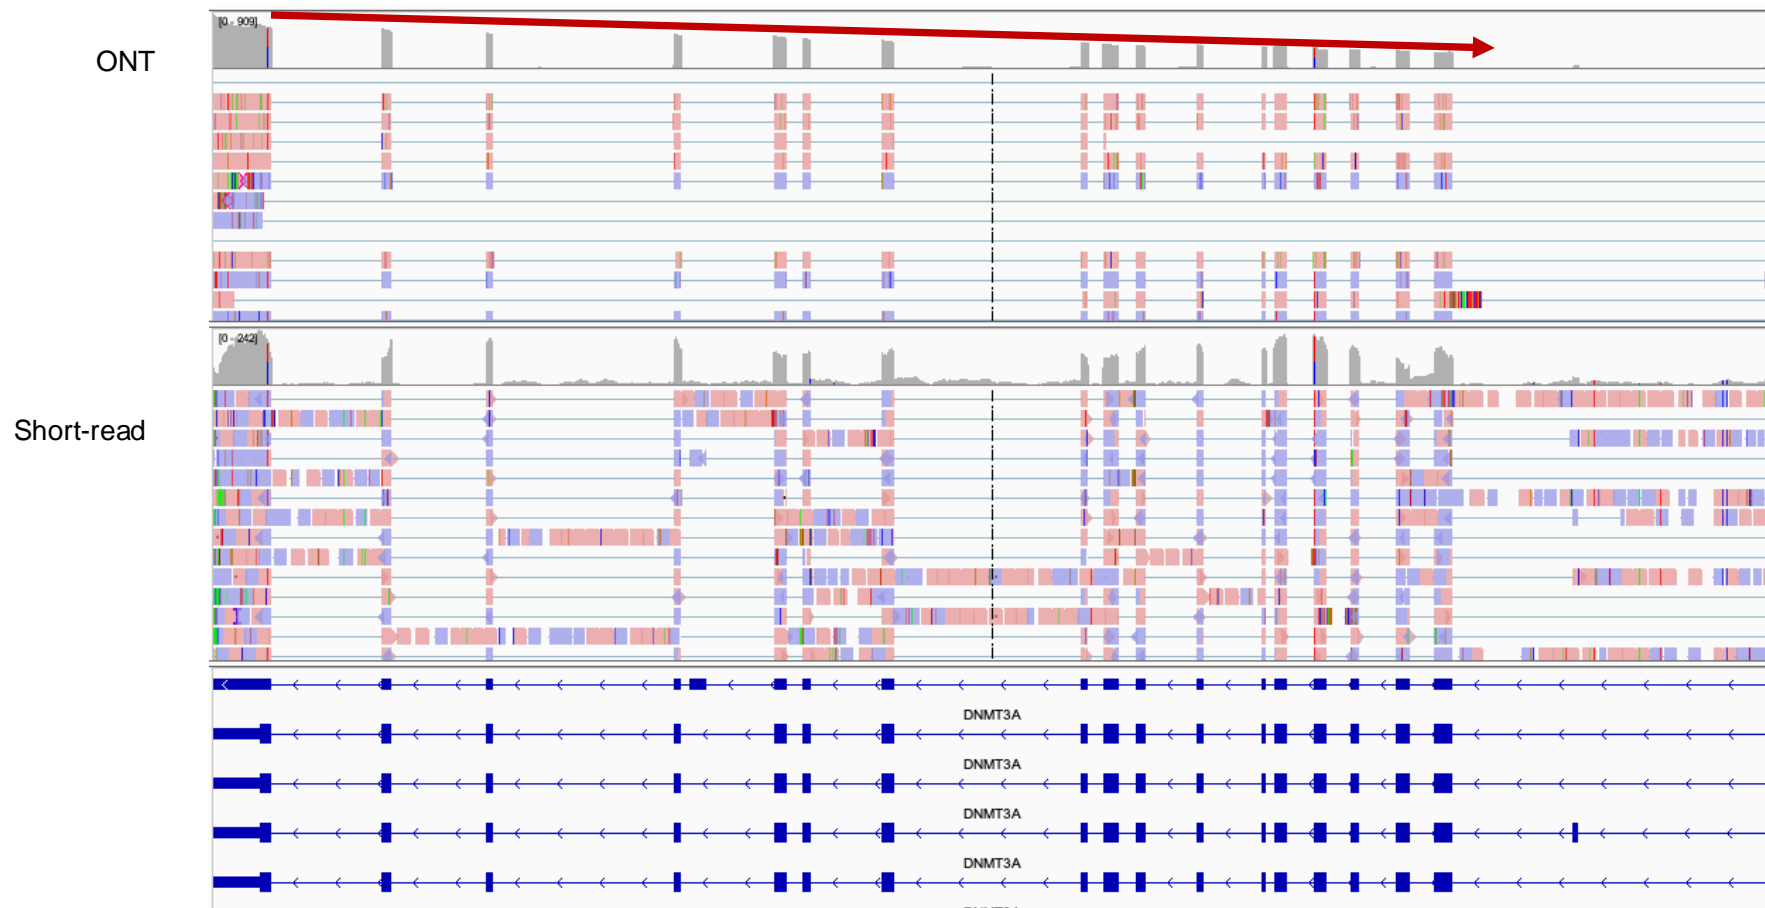 [0 - 909]
ONT
[0 - 242]
Short-read
DNMT3A
DNMT3A
DNMT3A
DNMT3A